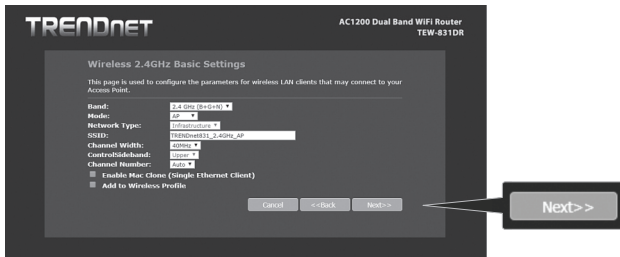 TRENDNET
AC1200 Dual Band WiFi Router
TEW-831DR
Wireless 2.4GHz Basic Settings
This page is used to configure the parameters for wireless LAN clients that may connect to your
Access Point.
Band: 2.4 GHz (B+G+N)
Mode: AP
Network Type: Infrastructure
SSID: TRENDnet831_2.4GHz_AP
Channel Width: 40MHz
ControlSideband: Upper
Channel Number: Auto
Enable Mac Clone (Single Ethernet Client)
Add to Wireless Profile
Cancel <<Back Next>>
Next>>